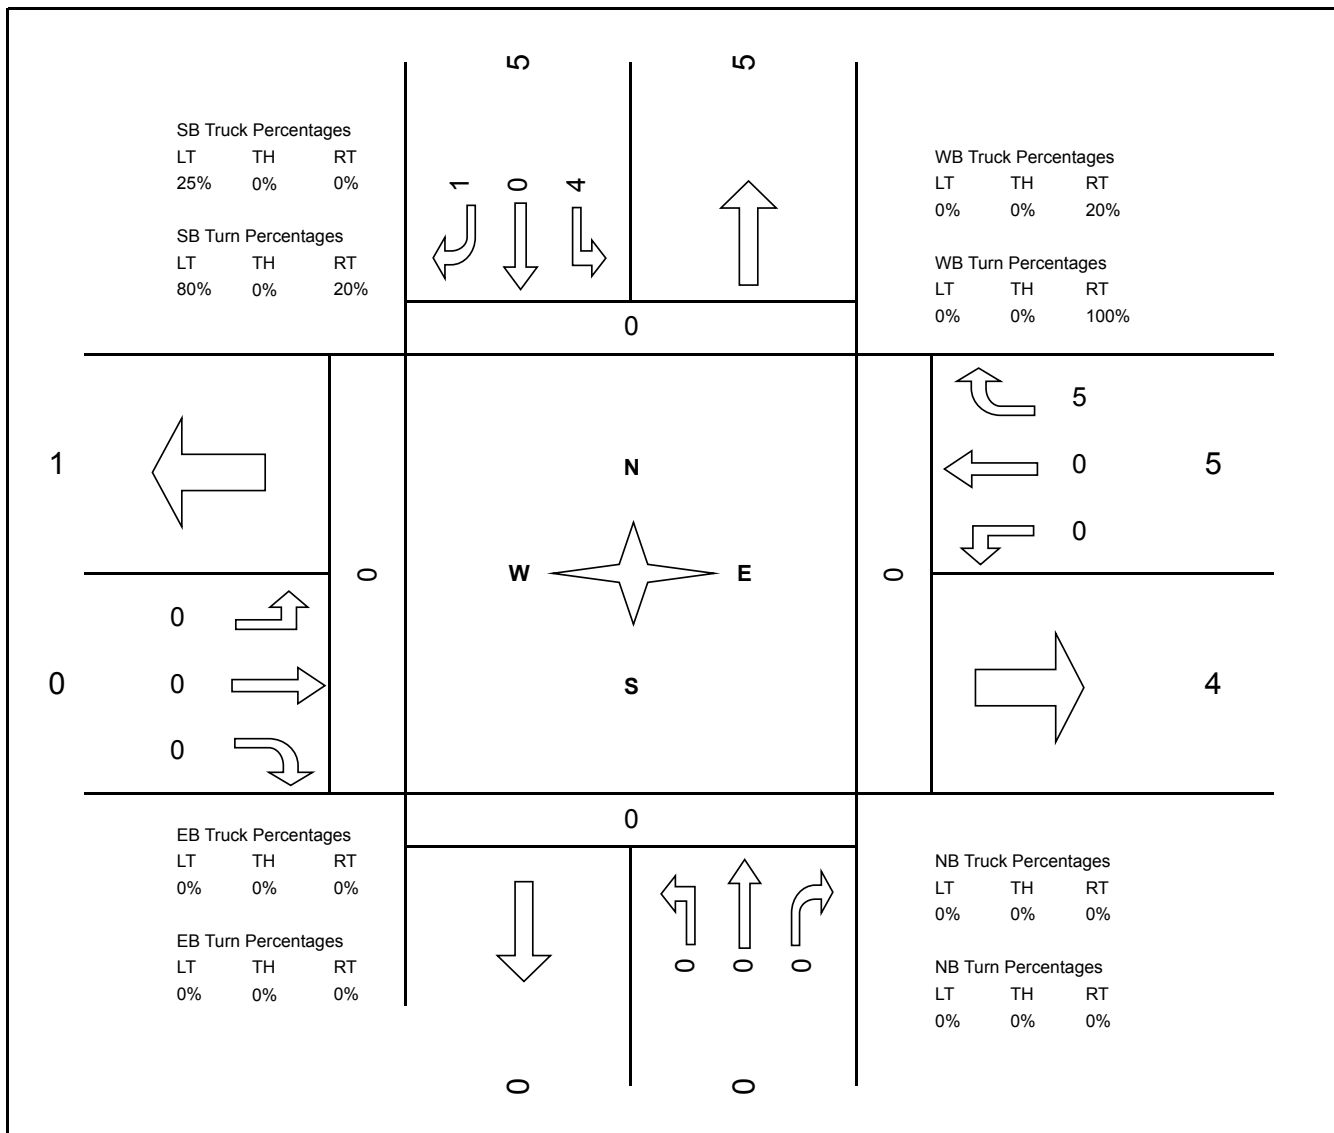 5 5
SB Truck Percentages
LT TH RT
25% 0% 0%
SB Turn Percentages
LT TH RT
80% 0% 20%
1 0 4
WB Truck Percentages
LT TH RT
0% 0% 20%
WB Turn Percentages
LT TH RT
0% 0% 100%
0
5
1 N 0 5
0
0 W E 0
0
0 0 S 4
0
0
EB Truck Percentages
LT TH RT
0% 0% 0%
EB Turn Percentages
LT TH RT
0% 0% 0%
0 0 0
NB Truck Percentages
LT TH RT
0% 0% 0%
NB Turn Percentages
LT TH RT
0% 0% 0%
0 0